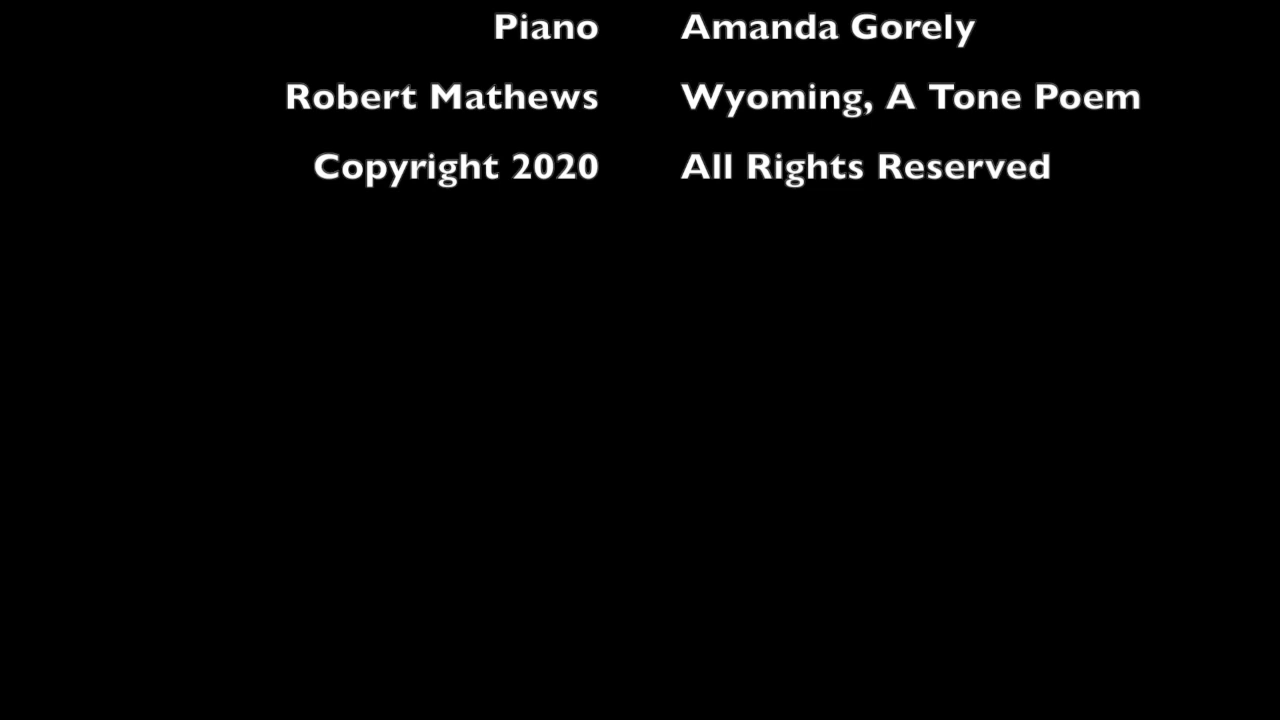 Piano Amanda Gorely
Robert Mathews Wyoming, A Tone Poem
Copyright 2020 All Rights Reserved